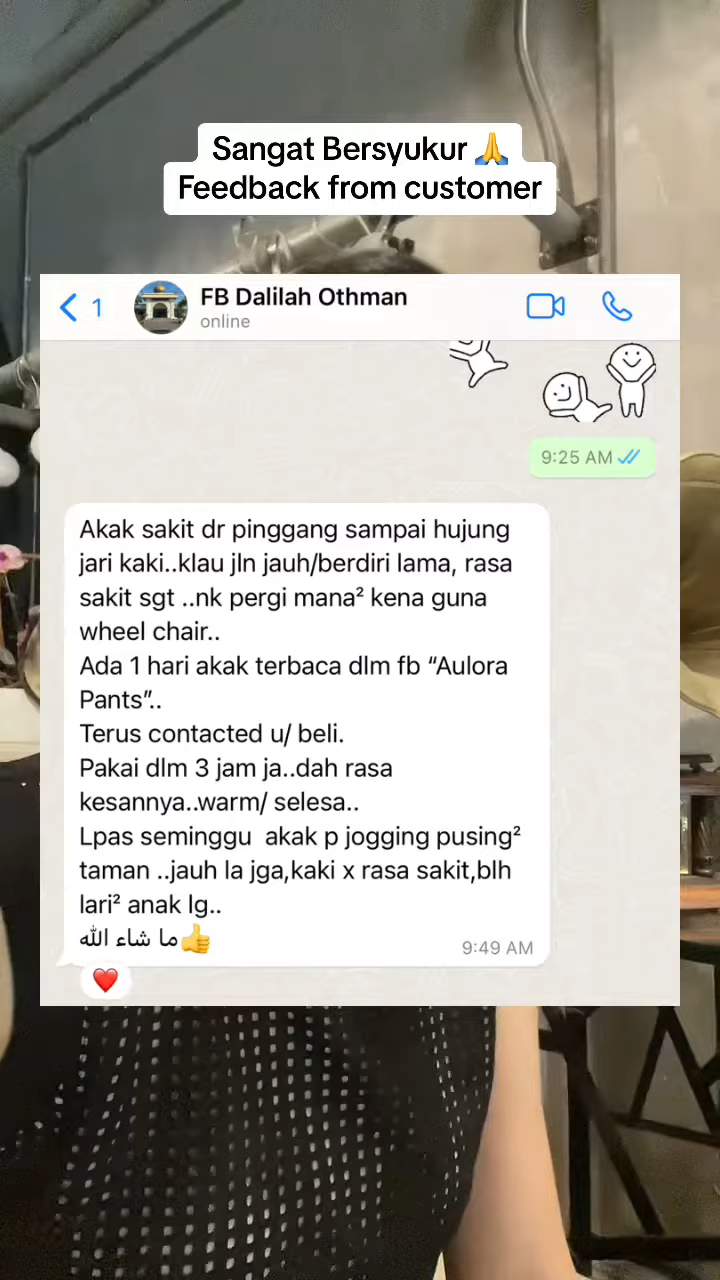 Sangat Bersyukur 🙏
Feedback from customer
1
FB Dalilah Othman
online
9:25 AM
Akak sakit dr pinggang sampai hujung
jari kaki..klau jln jauh/berdiri lama, rasa
sakit sgt ..nk pergi mana² kena guna
wheel chair..
Ada 1 hari akak terbaca dlm fb “Aulora
Pants”..
Terus contacted u/ beli.
Pakai dlm 3 jam ja..dah rasa
kesannya..warm/ selesa..
Lpas seminggu  akak p jogging pusing²
taman ..jauh la jga,kaki x rasa sakit,blh
lari² anak lg..
ما شاء الله👍
9:49 AM
❤️